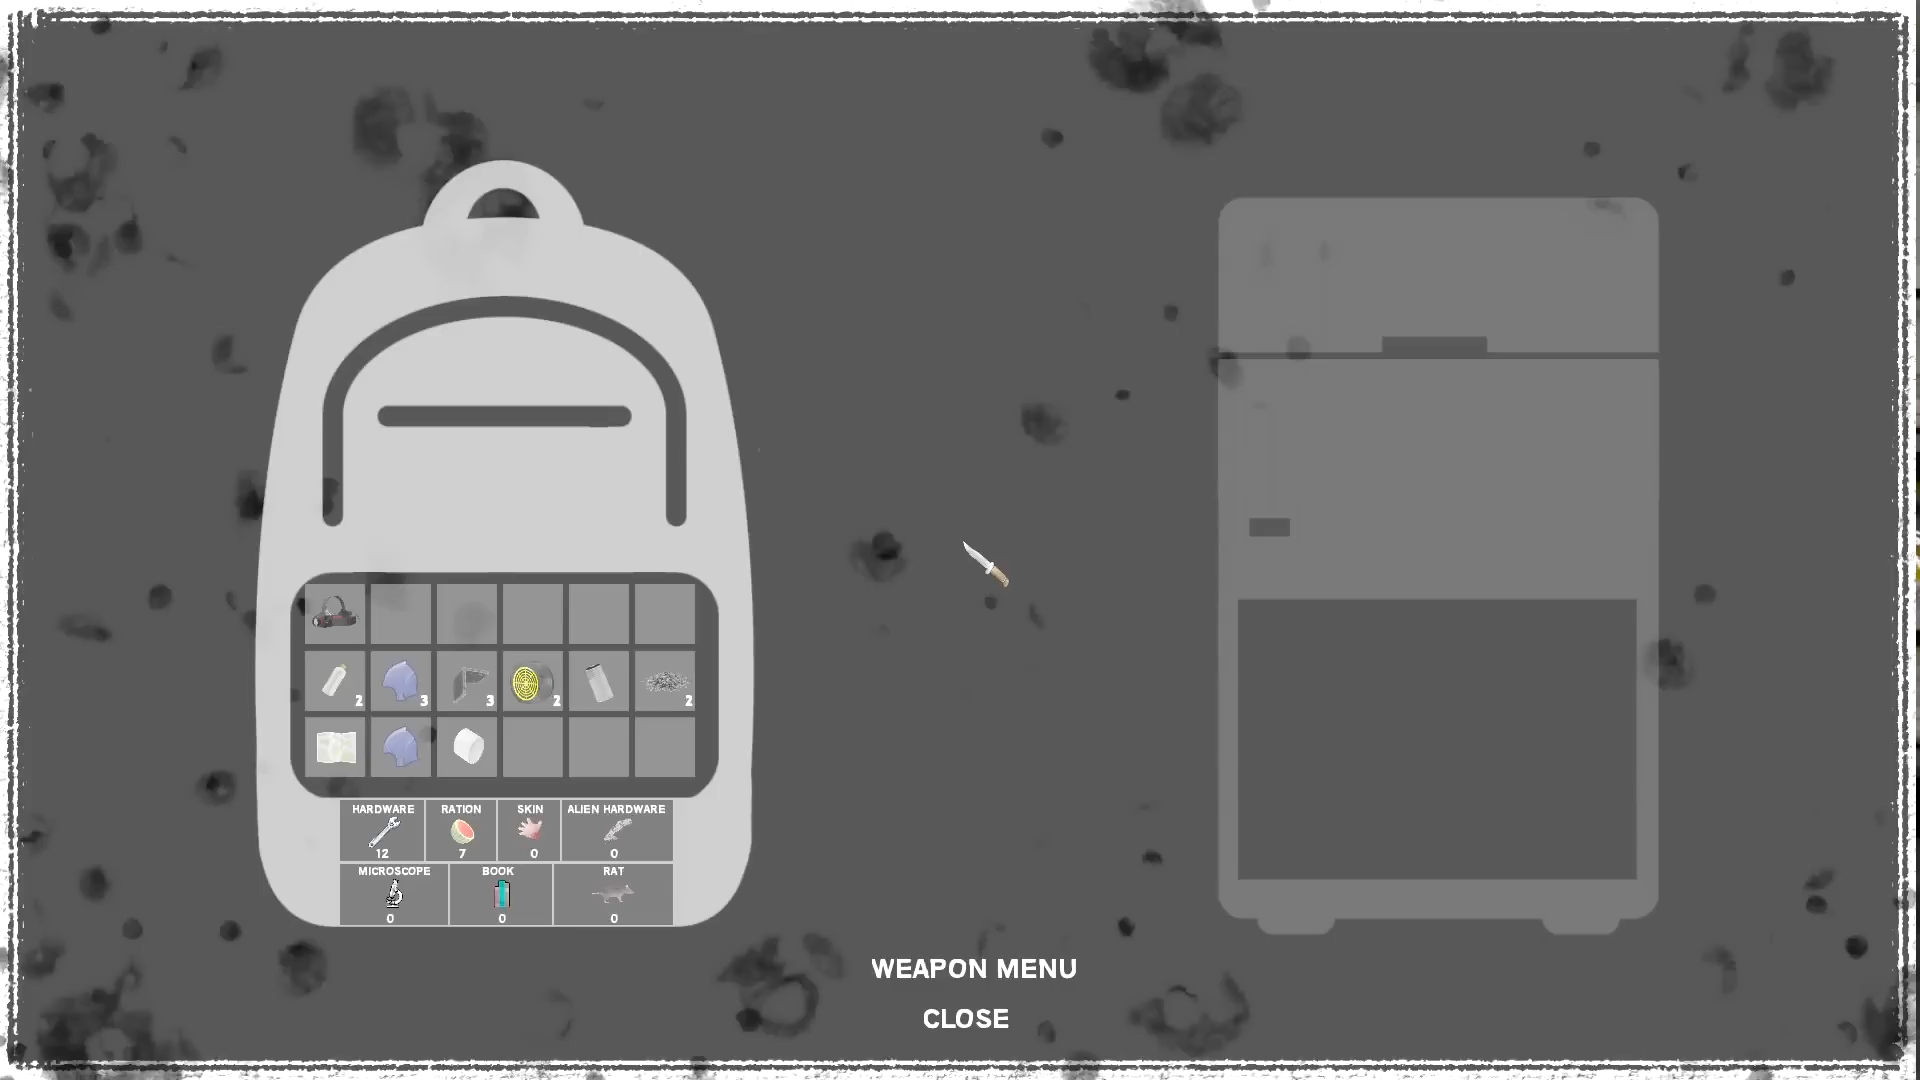 2 3 3 2 2
HARDWARE RATION SKIN ALIEN HARDWARE
12 7 0 0
MICROSCOPE BOOK RAT
0 0 0
WEAPON MENU
CLOSE